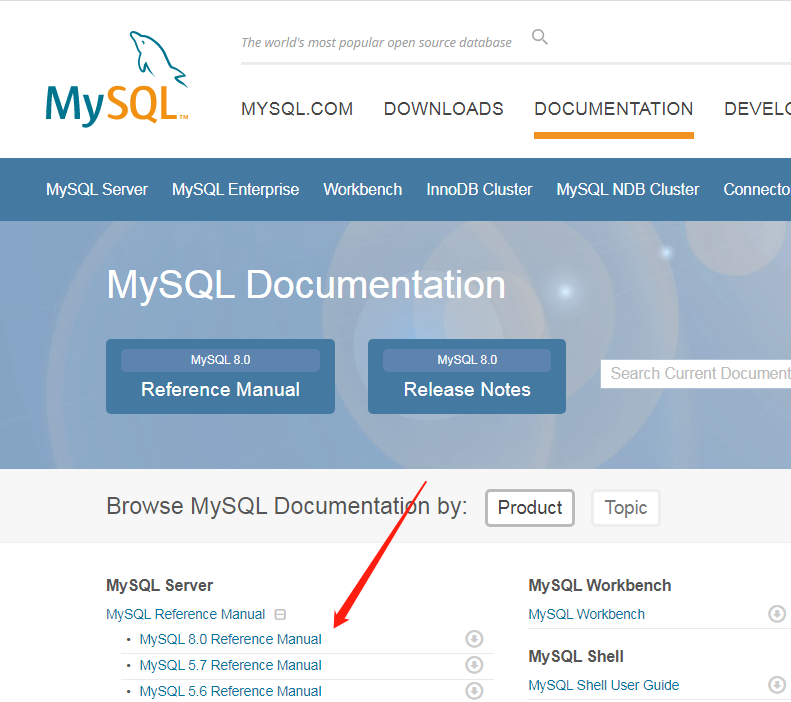 The world's most popular open source database
MySQL™
MYSQL.COM DOWNLOADS DOCUMENTATION DEVELO
MySQL Server MySQL Enterprise Workbench InnoDB Cluster MySQL NDB Cluster Connecto
MySQL Documentation
MySQL 8.0
Reference Manual
MySQL 8.0
Release Notes
Search Current Document
Browse MySQL Documentation by: Product Topic
MySQL Server
MySQL Reference Manual
• MySQL 8.0 Reference Manual
• MySQL 5.7 Reference Manual
• MySQL 5.6 Reference Manual
MySQL Workbench
MySQL Workbench
MySQL Shell
MySQL Shell User Guide